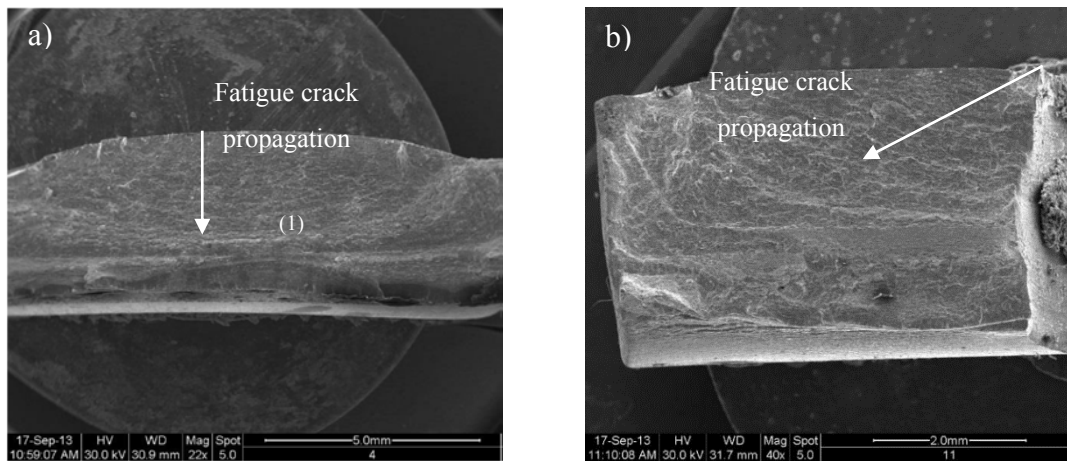 a)
Fatigue crack
propagation
(1)
17-Sep-13 HV WD Mag Spot 5.0mm
10:59:07 AM 30.0 kV 30.9 mm 22x 5.0 4
b)
Fatigue crack
propagation
17-Sep-13 HV WD Mag Spot 2.0mm
11:10:08 AM 30.0 kV 31.7 mm 40x 5.0 11